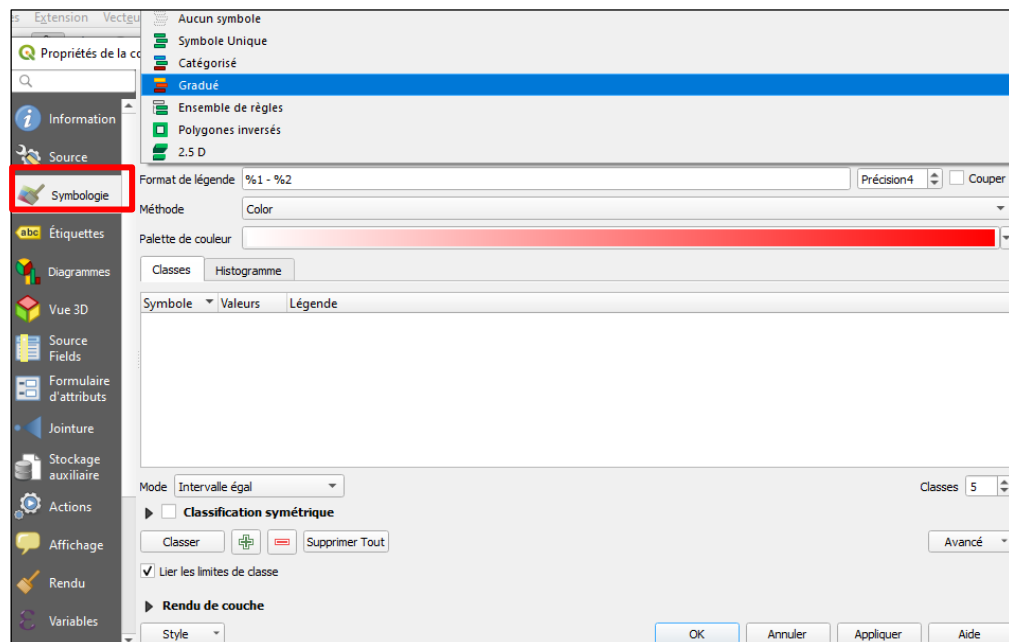 es Extension Vecteu
Propriétés de la co
Information
Source
Symbologie
abc Étiquettes
Diagrammes
Vue 3D
Source
Fields
Formulaire
d'attributs
Jointure
Stockage
auxiliaire
Actions
Affichage
Rendu
Variables
Aucun symbole
Symbole Unique
Catégorisé
Gradué
Ensemble de règles
Polygones inversés
2.5 D
Format de légende %1 - %2 Précision4 Couper
Méthode Color
Palette de couleur
Classes Histogramme
Symbole Valeurs Légende
Mode Intervalle égal Classes 5
Classification symétrique
Classer Supprimer Tout Avancé
Lier les limites de classe
Rendu de couche
Style OK Annuler Appliquer Aide